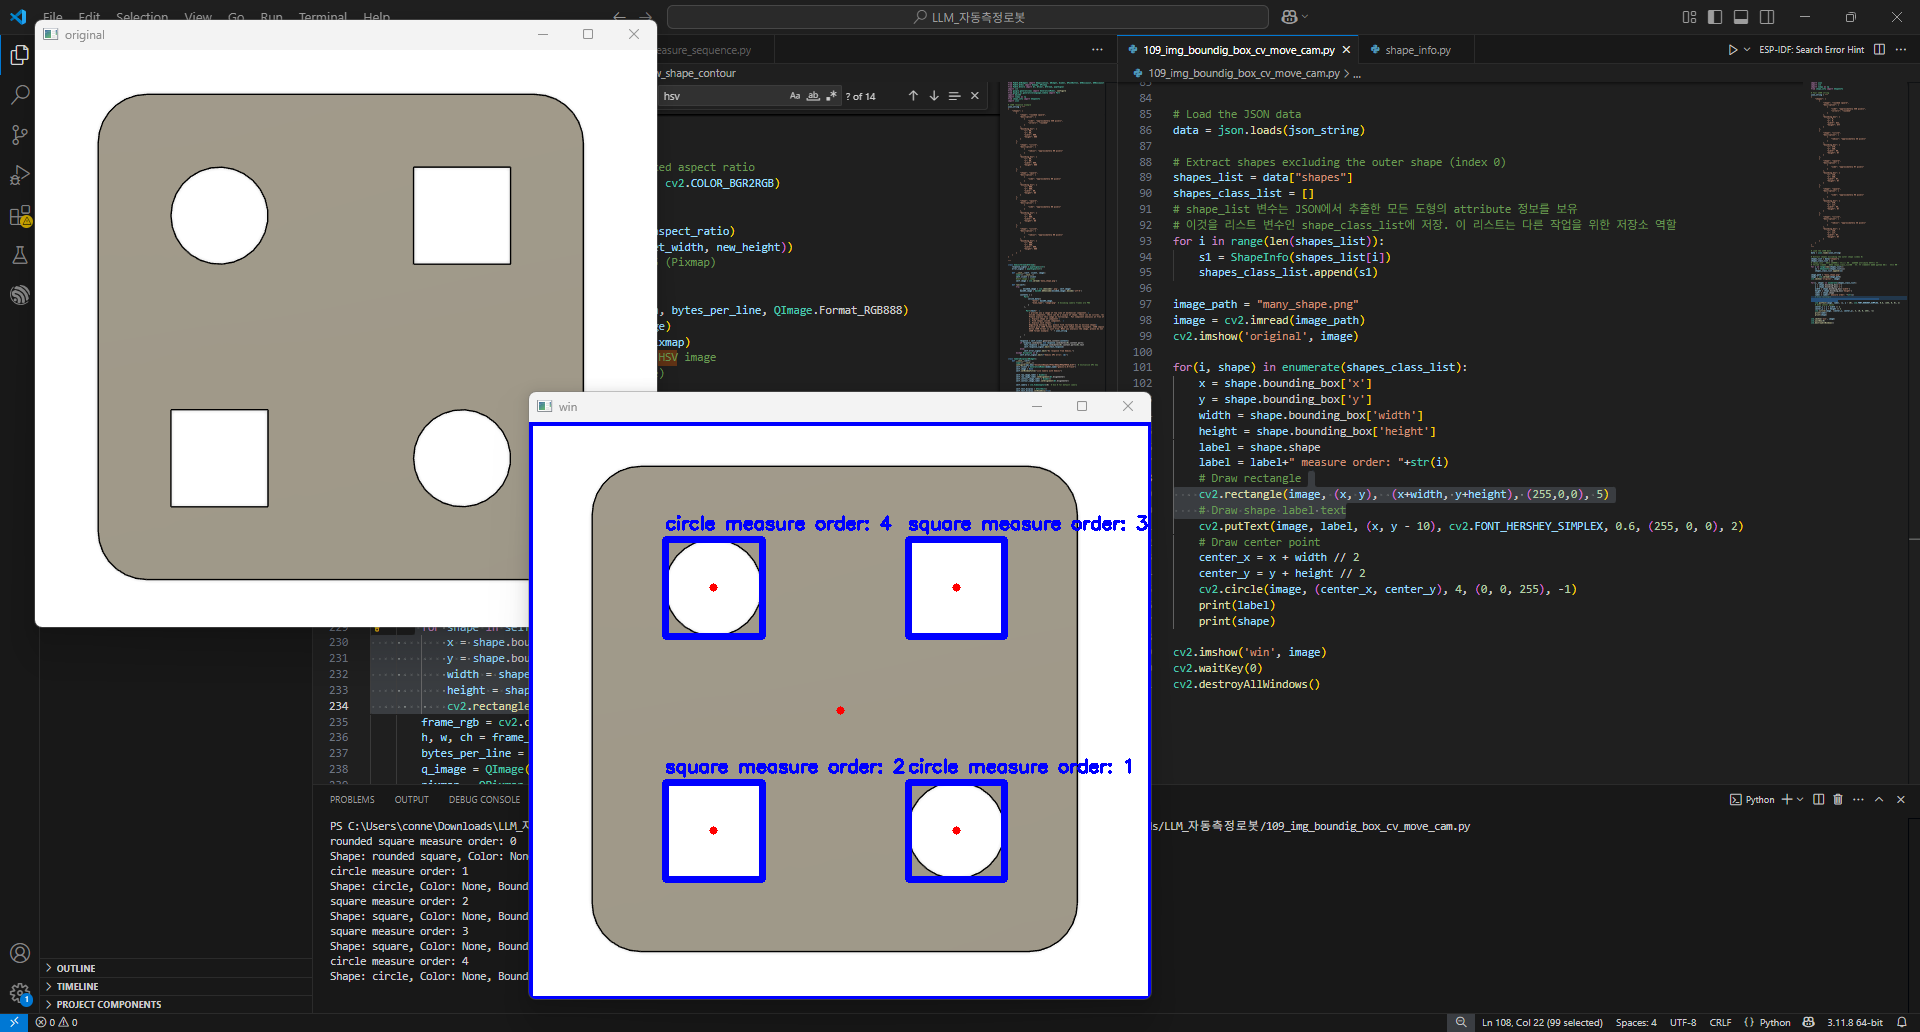 File Edit Selection View Go Run Terminal Help
LLM_자동측정로봇
original
easure_sequence.py
w_shape_contour
hsv
Aa ab
? of 14
ted aspect ratio
cv2.COLOR_BGR2RGB)
aspect_ratio)
et_width, new_height))
(Pixmap)
, bytes_per_line, QImage.Format_RGB888)
e)
ixmap)
HSV image
)
109_img_boundig_box_cv_move_cam.py
shape_info.py
ESP-IDF: Search Error Hint
109_img_boundig_box_cv_move_cam.py > ...
84
85 # Load the JSON data
86 data = json.loads(json_string)
87
88 # Extract shapes excluding the outer shape (index 0)
89 shapes_list = data["shapes"]
90 shapes_class_list = []
91 # shape_list 변수는 JSON에서 추출한 모든 도형의 attribute 정보를 보유
92 # 이것을 리스트 변수인 shape_class_list에 저장. 이 리스트는 다른 작업을 위한 저장소 역할
93 for i in range(len(shapes_list)):
94 s1 = ShapeInfo(shapes_list[i])
95 shapes_class_list.append(s1)
96
97 image_path = "many_shape.png"
98 image = cv2.imread(image_path)
99 cv2.imshow('original', image)
100
101 for(i, shape) in enumerate(shapes_class_list):
102 x = shape.bounding_box['x']
y = shape.bounding_box['y']
width = shape.bounding_box['width']
height = shape.bounding_box['height']
label = shape.shape
label = label+" measure order: "+str(i)
# Draw rectangle
cv2.rectangle(image, (x, y), (x+width, y+height), (255,0,0), 5)
# Draw shape label text
cv2.putText(image, label, (x, y - 10), cv2.FONT_HERSHEY_SIMPLEX, 0.6, (255, 0, 0), 2)
# Draw center point
center_x = x + width // 2
center_y = y + height // 2
cv2.circle(image, (center_x, center_y), 4, (0, 0, 255), -1)
print(label)
print(shape)
cv2.imshow('win', image)
cv2.waitKey(0)
cv2.destroyAllWindows()
win
circle measure order: 4
square measure order: 3
square measure order: 2
circle measure order: 1
229 for shape in self
230 x = shape.bou
231 y = shape.bou
232 width = shape
233 height = shap
234 cv2.rectangle
235 frame_rgb = cv2.c
236 h, w, ch = frame_
237 bytes_per_line =
238 q_image = QImage(
PROBLEMS OUTPUT DEBUG CONSOLE
Python
PS C:\Users\conne\Downloads\LLM_자
s/LLM_자동측정로봇/109_img_boundig_box_cv_move_cam.py
rounded square measure order: 0
Shape: rounded square, Color: Non
circle measure order: 1
Shape: circle, Color: None, Bound
square measure order: 2
Shape: square, Color: None, Bound
square measure order: 3
Shape: square, Color: None, Bound
circle measure order: 4
Shape: circle, Color: None, Bound
OUTLINE
TIMELINE
PROJECT COMPONENTS
1
0 0
Ln 108, Col 22 (99 selected) Spaces: 4 UTF-8 CRLF Python 3.11.8 64-bit